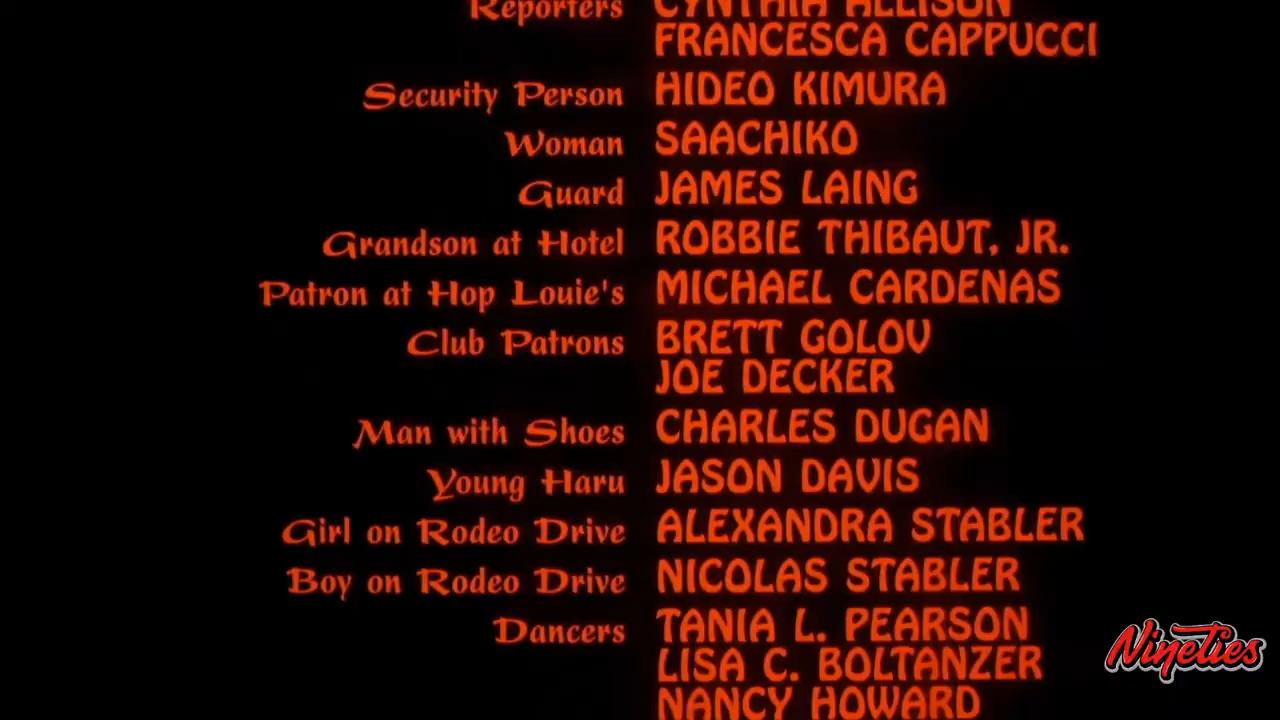 Reporters CYNTHIA ALLISON
FRANCESCA CAPPUCCI
Security Person HIDEO KIMURA
Woman SAACHIKO
Guard JAMES LAING
Grandson at Hotel ROBBIE THIBAUT, JR.
Patron at Hop Louie's MICHAEL CARDENAS
Club Patrons BRETT GOLOV
JOE DECKER
Man with Shoes CHARLES DUGAN
Young Haru JASON DAVIS
Girl on Rodeo Drive ALEXANDRA STABLER
Boy on Rodeo Drive NICOLAS STABLER
Dancers TANIA L. PEARSON
LISA C. BOLTANZER
NANCY HOWARD
Nineties